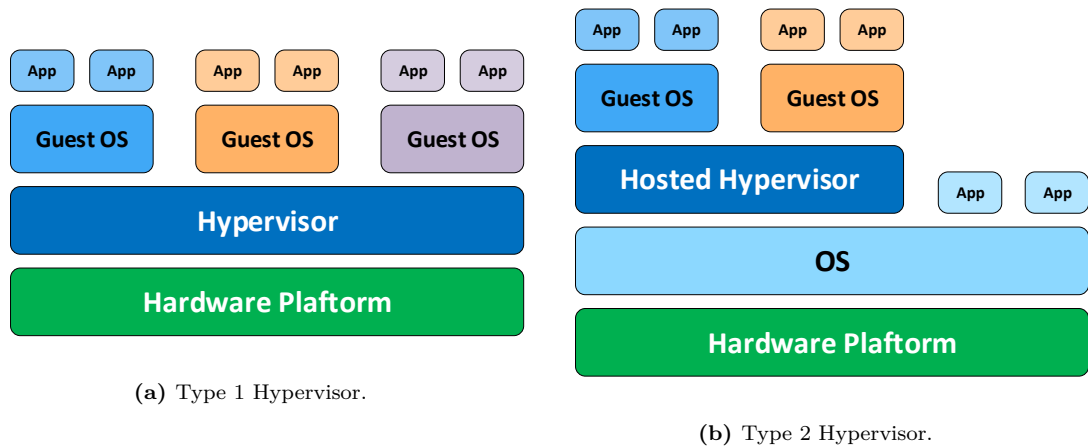 App App App App App App
Guest OS Guest OS Guest OS
Hypervisor
Hardware Plaftorm
(a) Type 1 Hypervisor.
App App App App
Guest OS Guest OS
Hosted Hypervisor
App App
OS
Hardware Plaftorm
(b) Type 2 Hypervisor.